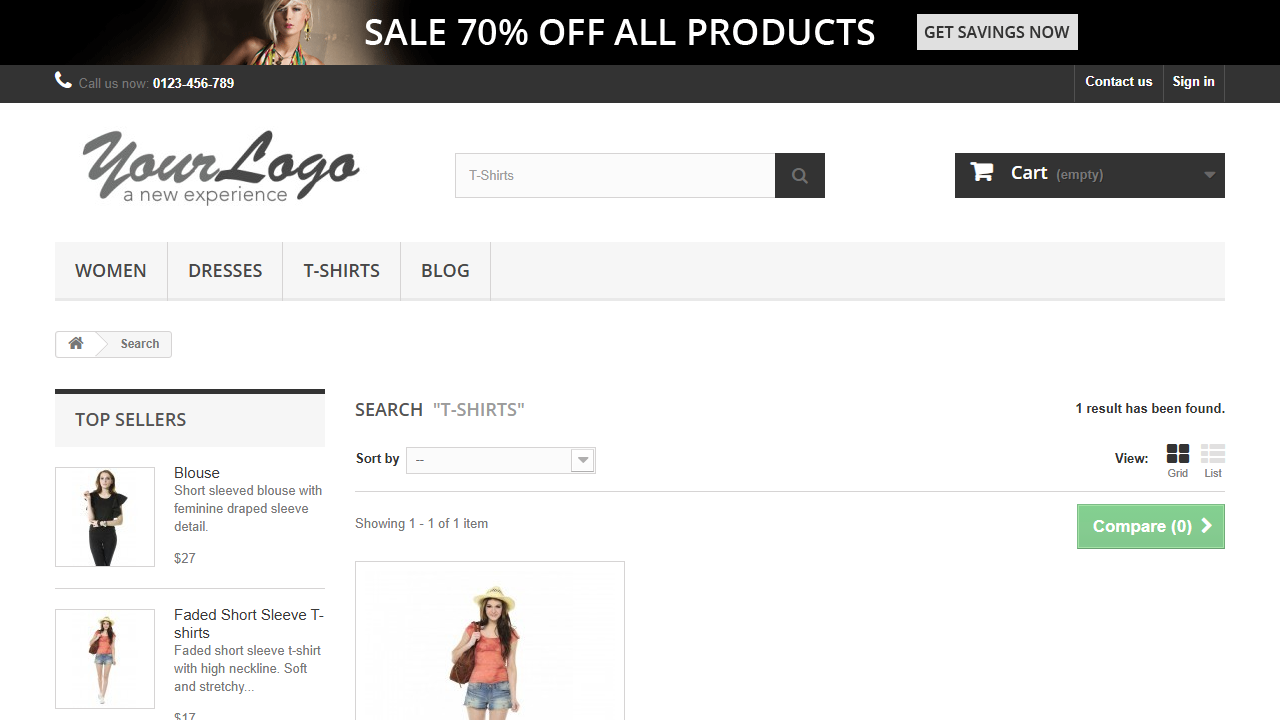 SALE 70% OFF ALL PRODUCTS
GET SAVINGS NOW
Call us now: 0123-456-789
Contact us
Sign in
YourLogo
a new experience
T-Shirts
Cart (empty)
WOMEN
DRESSES
T-SHIRTS
BLOG
Search
TOP SELLERS
Blouse
Short sleeved blouse with
feminine draped sleeve
detail.
$27
Faded Short Sleeve T-
shirts
Faded short sleeve t-shirt
with high neckline. Soft
and stretchy...
$17
SEARCH "T-SHIRTS"
1 result has been found.
Sort by
--
View:
Grid
List
Showing 1 - 1 of 1 item
Compare (0)